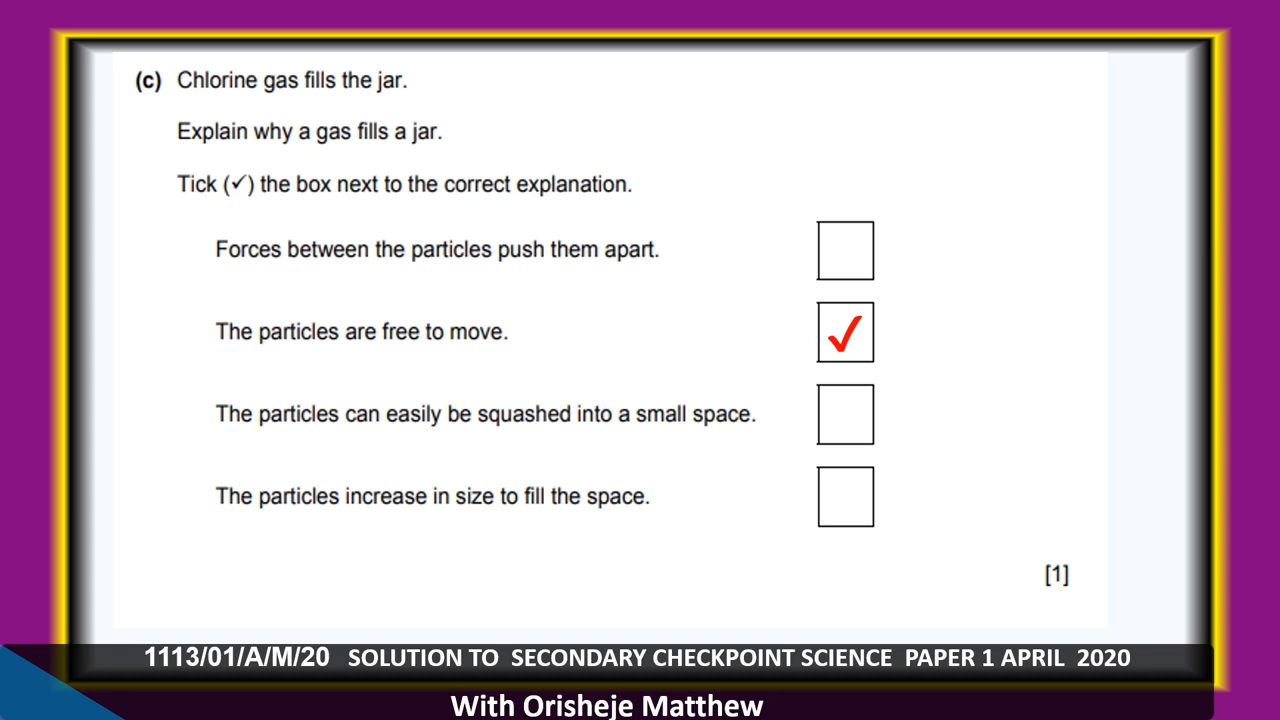 (c) Chlorine gas fills the jar.
Explain why a gas fills a jar.
Tick (✓) the box next to the correct explanation.
Forces between the particles push them apart.
The particles are free to move. ✓
The particles can easily be squashed into a small space.
The particles increase in size to fill the space.
[1]
1113/01/A/M/20 SOLUTION TO SECONDARY CHECKPOINT SCIENCE PAPER 1 APRIL 2020
With Orisheje Matthew